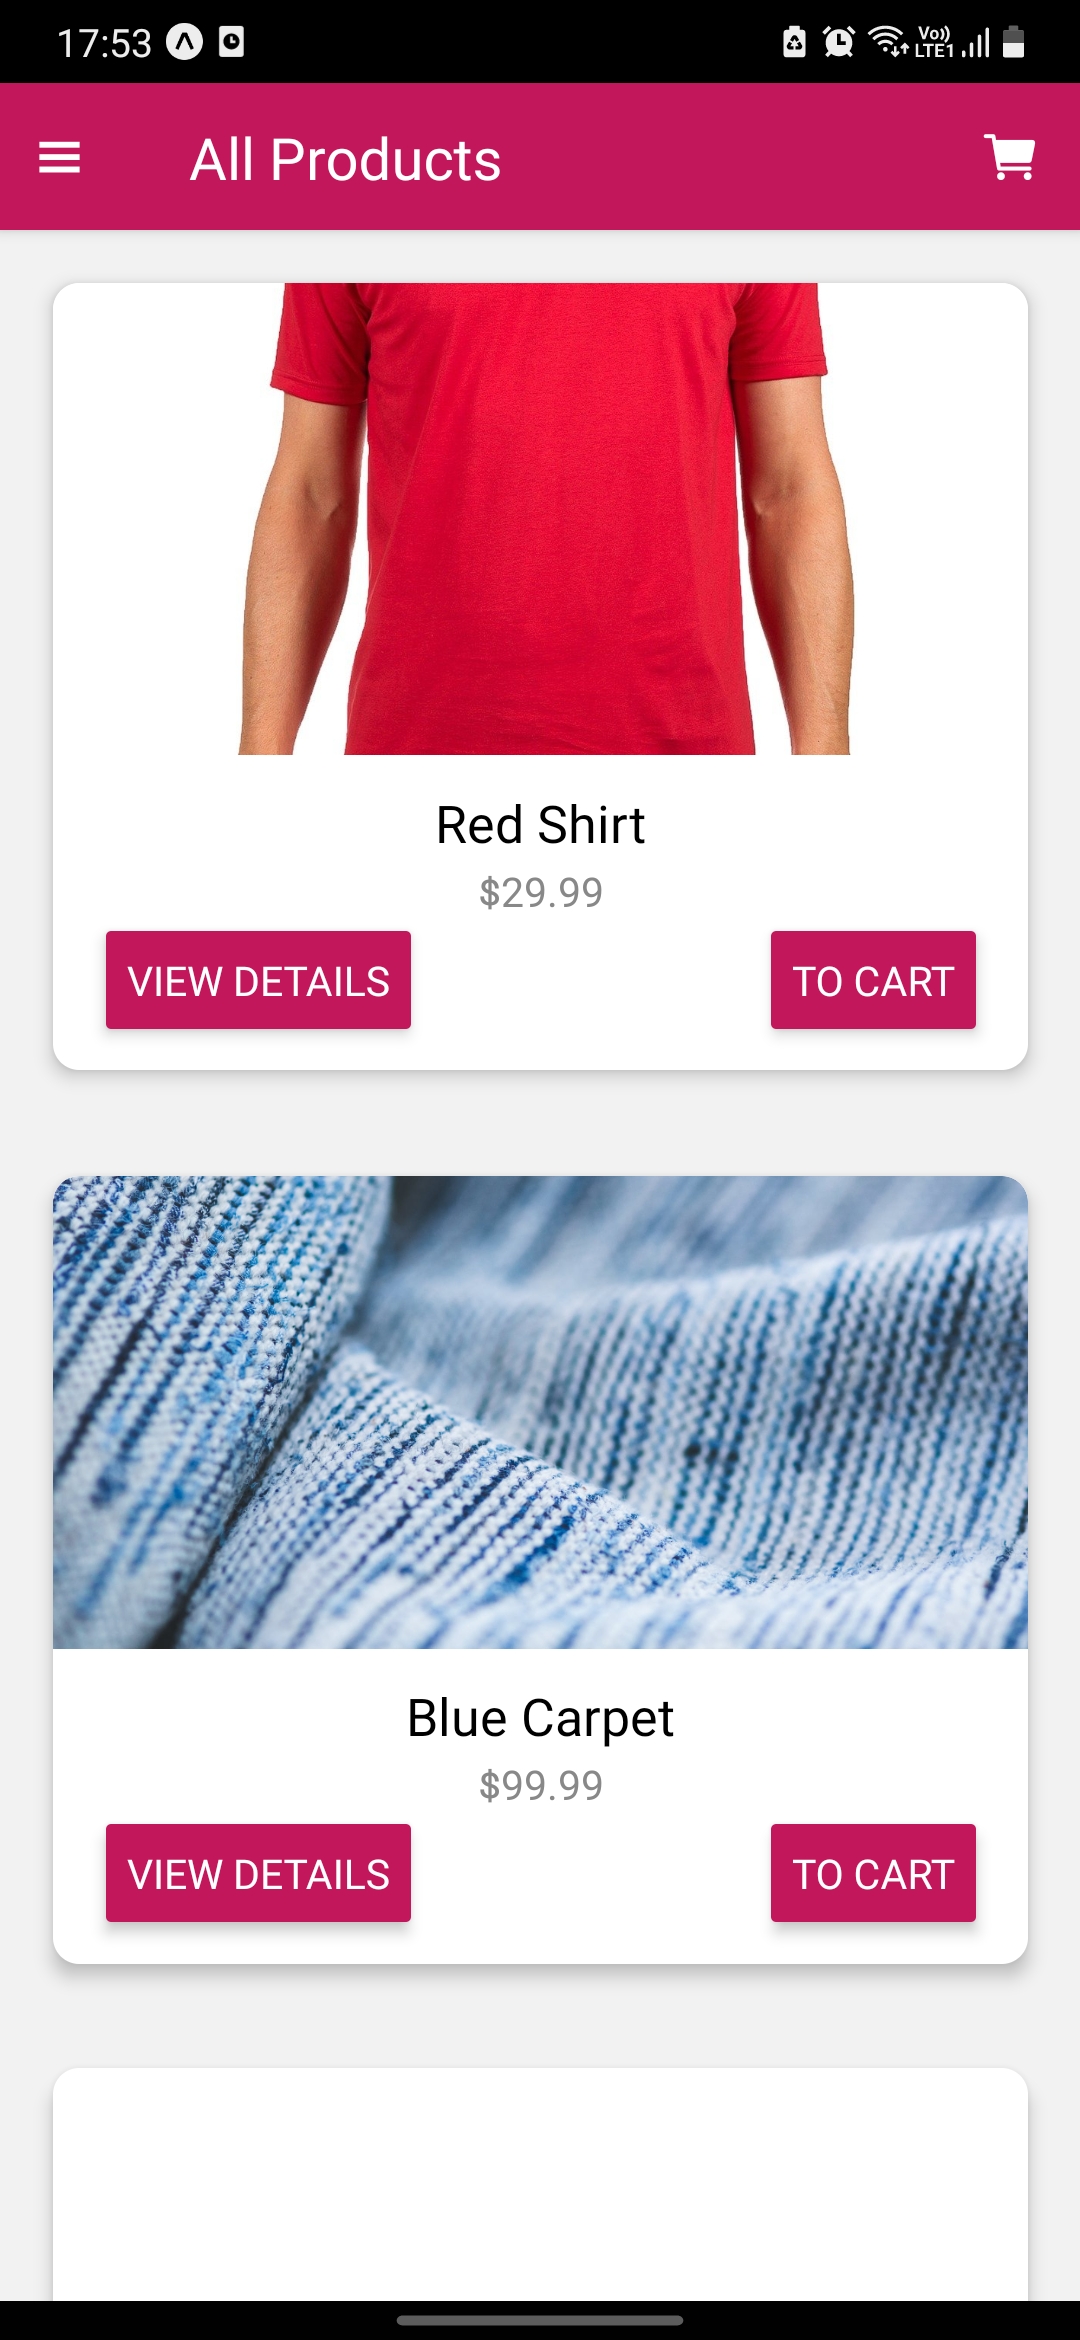 17:53
Vo))
LTE1
All Products
Red Shirt
$29.99
VIEW DETAILS
TO CART
Blue Carpet
$99.99
VIEW DETAILS
TO CART